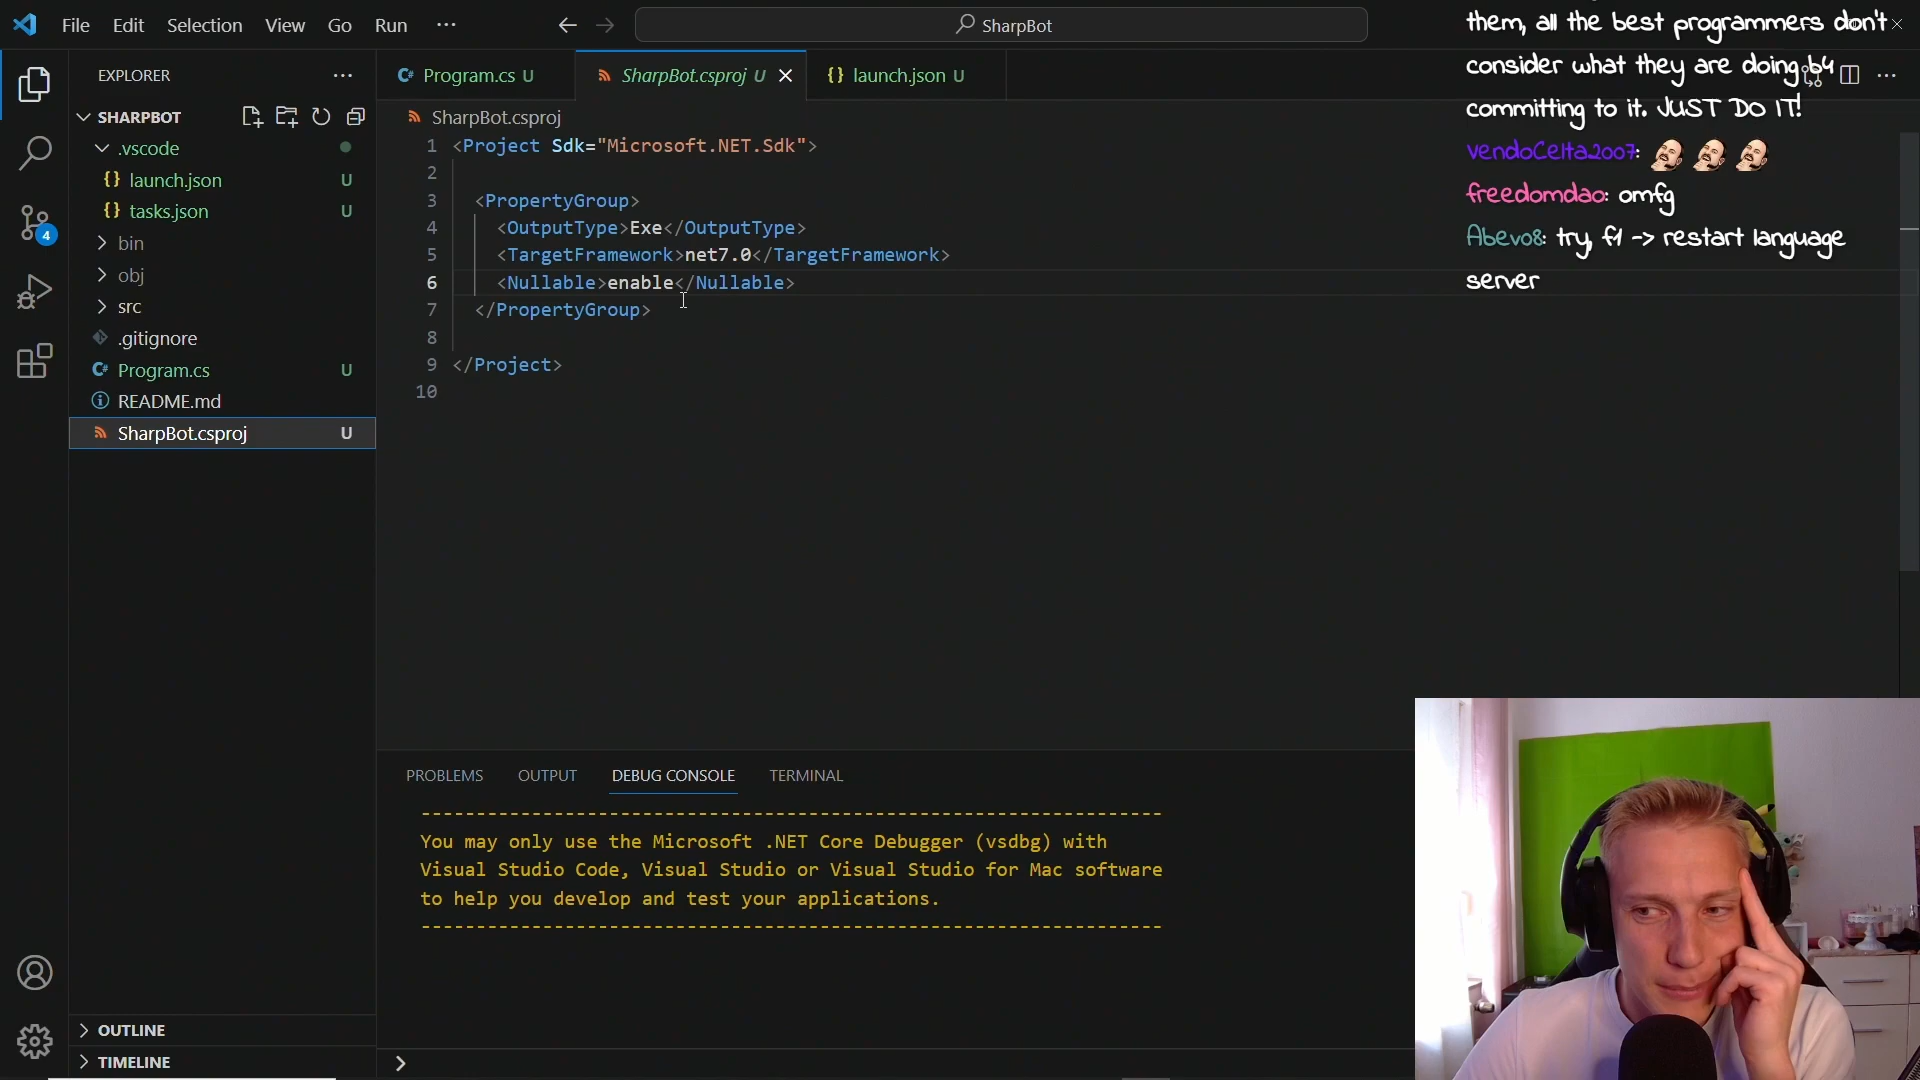 File Edit Selection View Go Run ···
SharpBot
EXPLORER
SHARPBOT
.vscode
{} launch.json U
{} tasks.json U
bin
obj
src
.gitignore
C# Program.cs U
README.md
SharpBot.csproj U
OUTLINE
TIMELINE
4
C# Program.cs U
SharpBot.csproj U
{} launch.json U
SharpBot.csproj
1 <Project Sdk="Microsoft.NET.Sdk">
2
3 <PropertyGroup>
4 <OutputType>Exe</OutputType>
5 <TargetFramework>net7.0</TargetFramework>
6 <Nullable>enable</Nullable>
7 </PropertyGroup>
8
9 </Project>
10
PROBLEMS OUTPUT DEBUG CONSOLE TERMINAL
-------------------------------------------------------------------
You may only use the Microsoft .NET Core Debugger (vsdbg) with
Visual Studio Code, Visual Studio or Visual Studio for Mac software
to help you develop and test your applications.
-------------------------------------------------------------------
them, all the best programmers don't
consider what they are doing b4
committing to it. JUST DO IT!
vendoCelta2007:
freedomdao: omfg
Abevo8: try, f1 -> restart language
server